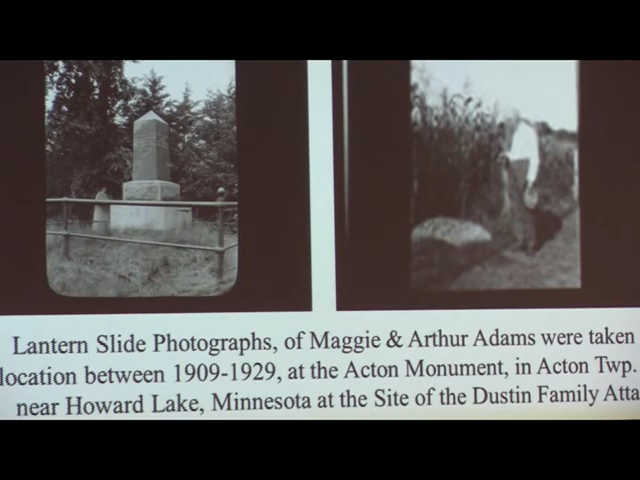 Lantern Slide Photographs, of Maggie & Arthur Adams were taken
location between 1909-1929, at the Acton Monument, in Acton Twp.
near Howard Lake, Minnesota at the Site of the Dustin Family Atta